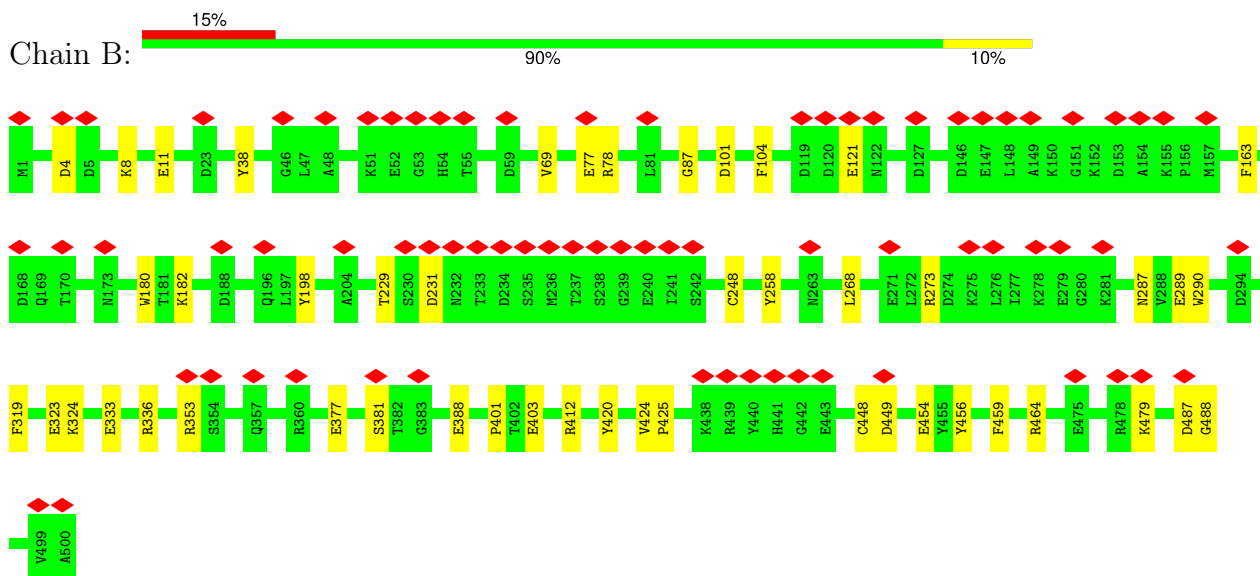 15%
Chain B:
90% 10%
M1 D4 D5 K8 E11 D23 Y38 G46 L47 A48 K51 E52 G53 H54 T55 D59 V69 E77 R78 L81 G87 D101 F104 D119 D120 E121 N122 D127 D146 E147 L148 A149 K150 G151 K152 D153 A154 K155 P156 M157 F163
D168 Q169 T170 N173 W180 T181 K182 D188 Q196 L197 Y198 A204 T229 S230 D231 N232 T233 D234 S235 M236 T237 S238 G239 E240 I241 S242 C248 Y258 N263 L268 E271 L272 R273 D274 K275 L276 I277 K278 E279 G280 K281 N287 V288 E289 W290 D294
F319 E323 K324 E333 R336 R353 S354 Q357 R360 E377 S381 T382 G383 E388 P401 T402 E403 R412 Y420 V424 P425 K438 R439 Y440 H441 G442 E443 C448 D449 E454 Y455 Y456 F459 R464 E475 R478 K479 D487 G488
V499 A500